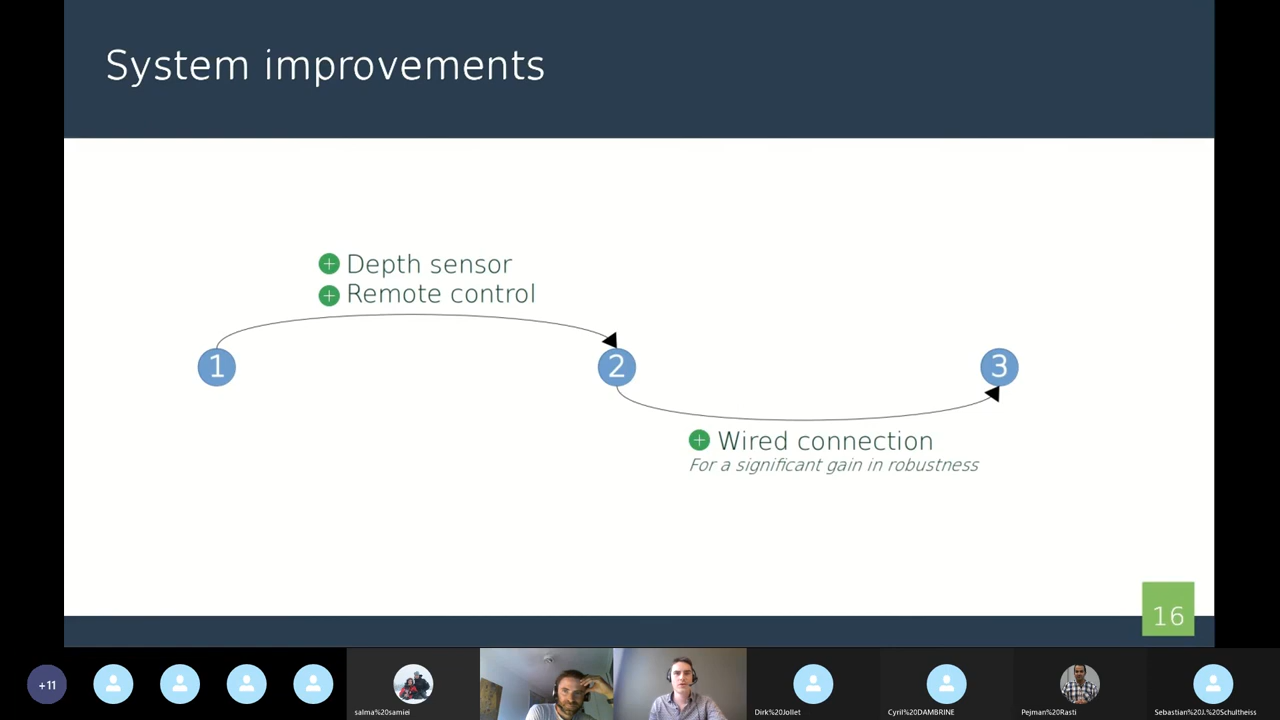 System improvements
Depth sensor
Remote control
1
2
3
Wired connection
For a significant gain in robustness
16
+11
salma%20samiei
Dirk%20Jollet
Cyril%20DAMBRINE
Pejman%20Rasti
Sebastian%20J.%20Schultheiss